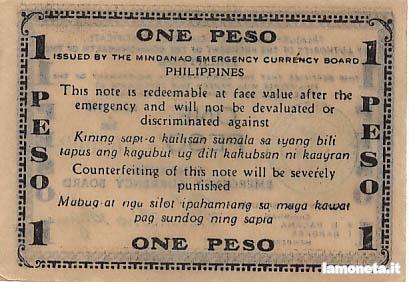 ONE PESO
ISSUED BY THE MINDANAO EMERGENCY CURRENCY BOARD
PHILIPPINES
This note is redeemable at face value after the
emergency and will not be devaluated or
discriminated against
Kining sapi-a kailisan sumala sa iyang bili
tapus ang kagubut ug dili kakubsan ni kaayran
Counterfeiting of this note will be severely
punished
Mabug-at ngu silot ipahamtang sa muga kawat
pag sundog ning sapia
ONE PESO
1
PESO
1
1
PESO
1
lamoneta.it